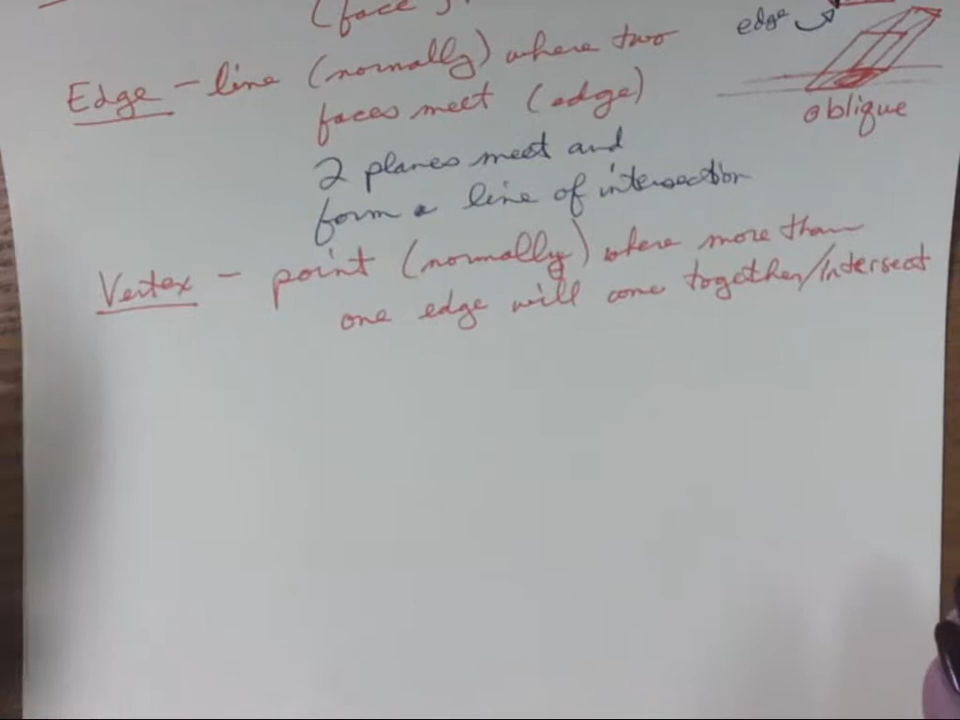 (face
edge
Edge - line (normally) where two
faces meet (edge)
oblique
2 planes meet and
form a line of intersection
Vertex - point (normally) where more than
one edge will come together/intersect